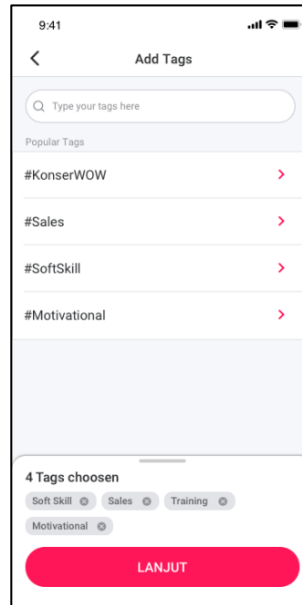 9:41
Add Tags
Type your tags here
Popular Tags
#KonserWOW
#Sales
#SoftSkill
#Motivational
4 Tags choosen
Soft Skill Sales Training
Motivational
LANJUT